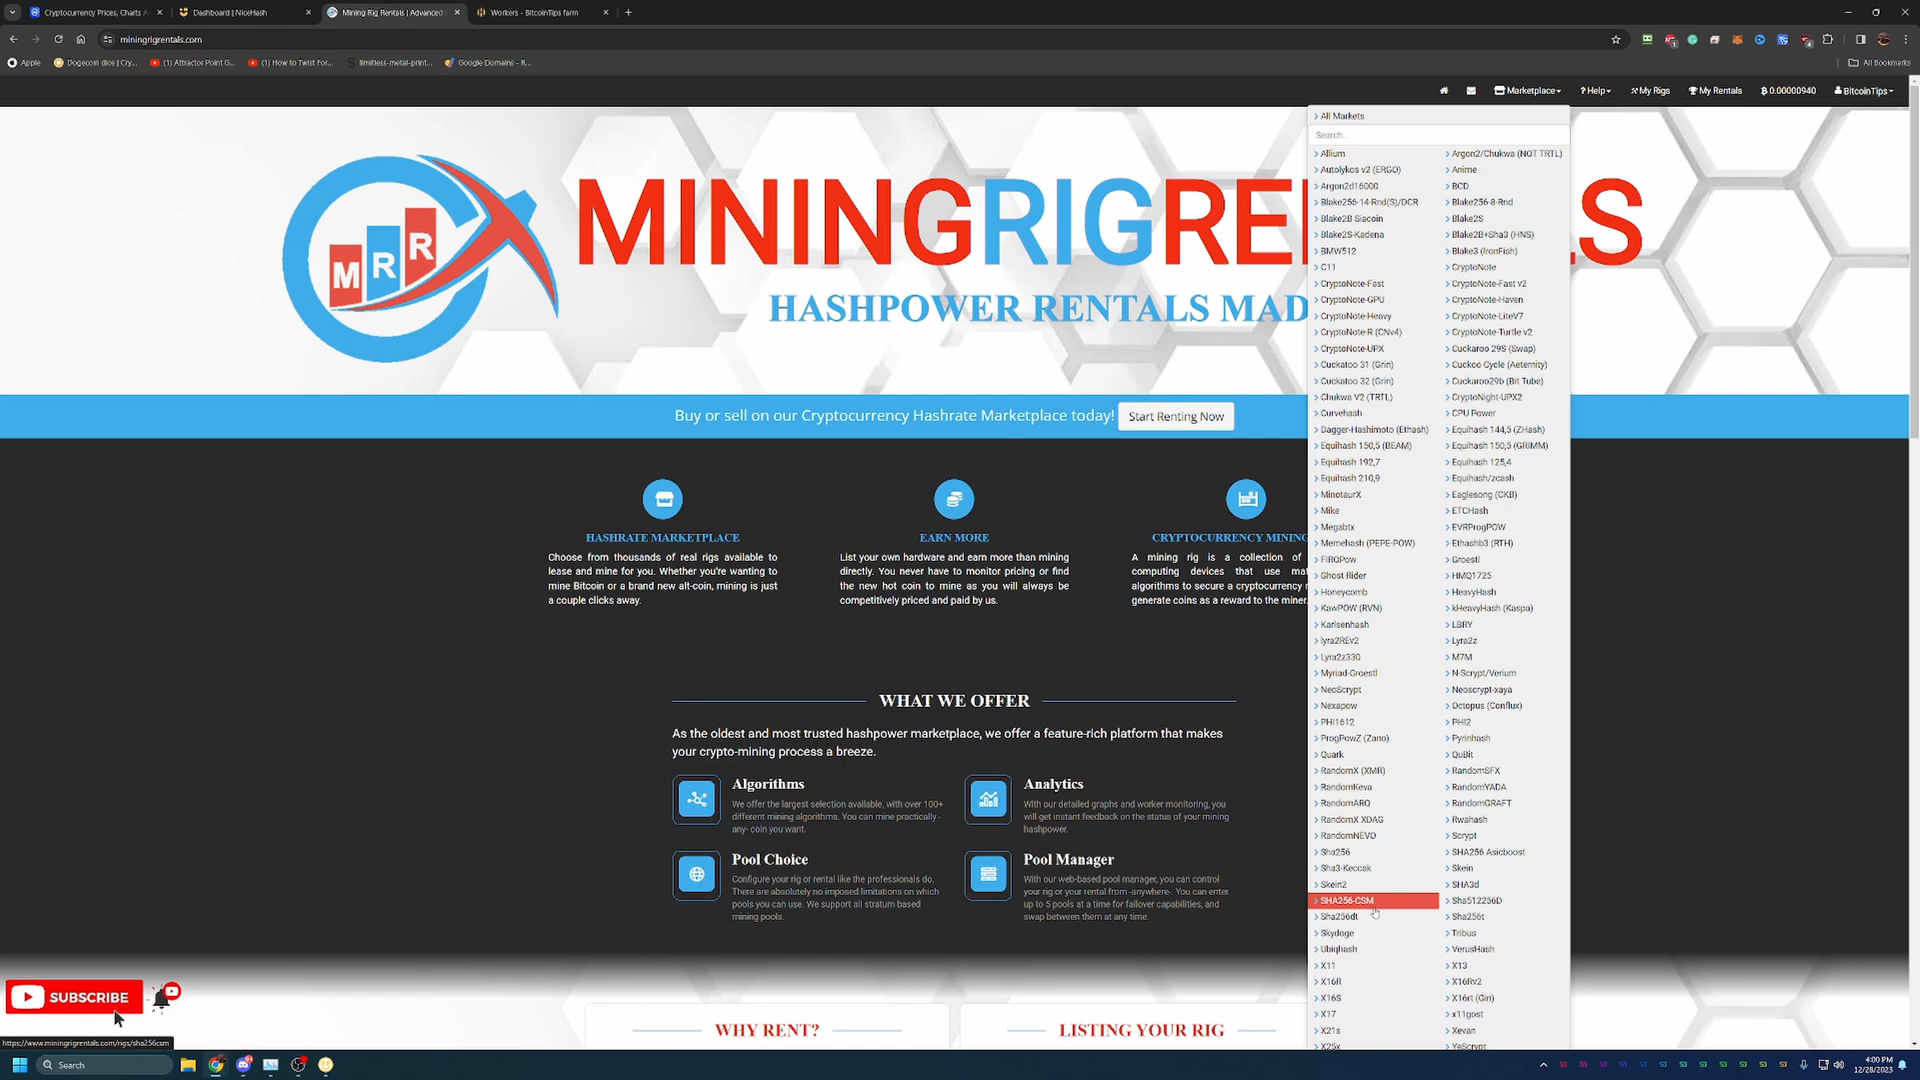 Cryptocurrency Prices, Charts A
Dashboard | NiceHash
Mining Rig Rentals | Advanced
Workers - BitcoinTips farm
miningrigrentals.com
Apple
Dogecoin dice | Cry...
(1) Attractor Point G...
(1) How to Twist For...
limitless-metal-print...
Google Domains - R...
All Bookmarks
Marketplace
? Help
My Rigs
My Rentals
0.00000940
BitcoinTips
MRR
MININGRIGRE
LS
HASHPOWER RENTALS MAD
Buy or sell on our Cryptocurrency Hashrate Marketplace today!
Start Renting Now
HASHRATE MARKETPLACE
Choose from thousands of real rigs available to
lease and mine for you. Whether you're wanting to
mine Bitcoin or a brand new alt-coin, mining is just
a couple clicks away.
EARN MORE
List your own hardware and earn more than mining
directly. You never have to monitor pricing or find
the new hot coin to mine as you will always be
competitively priced and paid by us.
CRYPTOCURRENCY MINING
A mining rig is a collection of
computing devices that use mat
algorithms to secure a cryptocurrency
generate coins as a reward to the miner.
WHAT WE OFFER
As the oldest and most trusted hashpower marketplace, we offer a feature-rich platform that makes
your crypto-mining process a breeze.
Algorithms
We offer the largest selection available, with over 100+
different mining algorithms. You can mine practically -
any- coin you want.
Analytics
With our detailed graphs and worker monitoring, you
will get instant feedback on the status of your mining
hashpower.
Pool Choice
Configure your rig or rental like the professionals do.
There are absolutely no imposed limitations on which
pools you can use. We support all stratum based
mining pools.
Pool Manager
With our web-based pool manager, you can control
your rig or your rental from -anywhere-. You can enter
up to 5 pools at a time for failover capabilities, and
swap between them at any time.
WHY RENT?
LISTING YOUR RIG
All Markets
Search..
Allium
Argon2/Chukwa (NOT TRTL)
Autolykos v2 (ERGO)
Anime
Argon2d16000
BCD
Blake256-14-Rnd(S)/DCR
Blake256-8-Rnd
Blake2B Siacoin
Blake2S
Blake2S-Kadena
Blake2B+Sha3 (HNS)
BMW512
Blake3 (IronFish)
C11
CryptoNote
CryptoNote-Fast
CryptoNote-Fast v2
CryptoNote-GPU
CryptoNote-Haven
CryptoNote-Heavy
CryptoNote-LiteV7
CryptoNote-R (CNv4)
CryptoNote-Turtle v2
CryptoNote-UPX
Cuckaroo 29S (Swap)
Cuckatoo 31 (Grin)
Cuckoo Cycle (Aeternity)
Cuckatoo 32 (Grin)
Cuckaroo29b (Bit Tube)
Chukwa V2 (TRTL)
CryptoNight-UPX2
Curvehash
CPU Power
Dagger-Hashimoto (Ethash)
Equihash 144,5 (ZHash)
Equihash 150,5 (BEAM)
Equihash 150,5 (GRIMM)
Equihash 192,7
Equihash 125,4
Equihash 210,9
Equihash/zcash
MinotaurX
Eaglesong (CKB)
Mike
ETCHash
Megabtx
EVRProgPOW
Memehash (PEPE-POW)
Ethashb3 (RTH)
FIROPow
Groestl
Ghost Rider
HMQ1725
Honeycomb
HeavyHash
KawPOW (RVN)
kHeavyHash (Kaspa)
Karlsenhash
LBRY
lyra2REv2
Lyra2z
Lyra2z330
M7M
Myriad-Groestl
N-Scrypt/Verium
NeoScrypt
Neoscrypt-xaya
Nexapow
Octopus (Conflux)
PHI1612
PHI2
ProgPowZ (Zano)
Pyrinhash
Quark
QuBit
RandomX (XMR)
RandomSFX
RandomKeva
RandomYADA
RandomARQ
RandomGRAFT
RandomX XDAG
Rwahash
RandomNEVO
Scrypt
Sha256
SHA256 Asicboost
Sha3-Keccak
Skein
Skein2
SHA3d
SHA256-CSM
Sha512256D
Sha256dt
Sha256t
Skydoge
Tribus
Ubiqhash
VerusHash
X11
X13
X16R
X16Rv2
X16S
X16rt (Gin)
X17
x11gost
X21s
Xevan
X25x
YeScrypt
SUBSCRIBE
https://www.miningrigrentals.com/rigs/sha256csm
Search
4:00 PM
12/28/2023